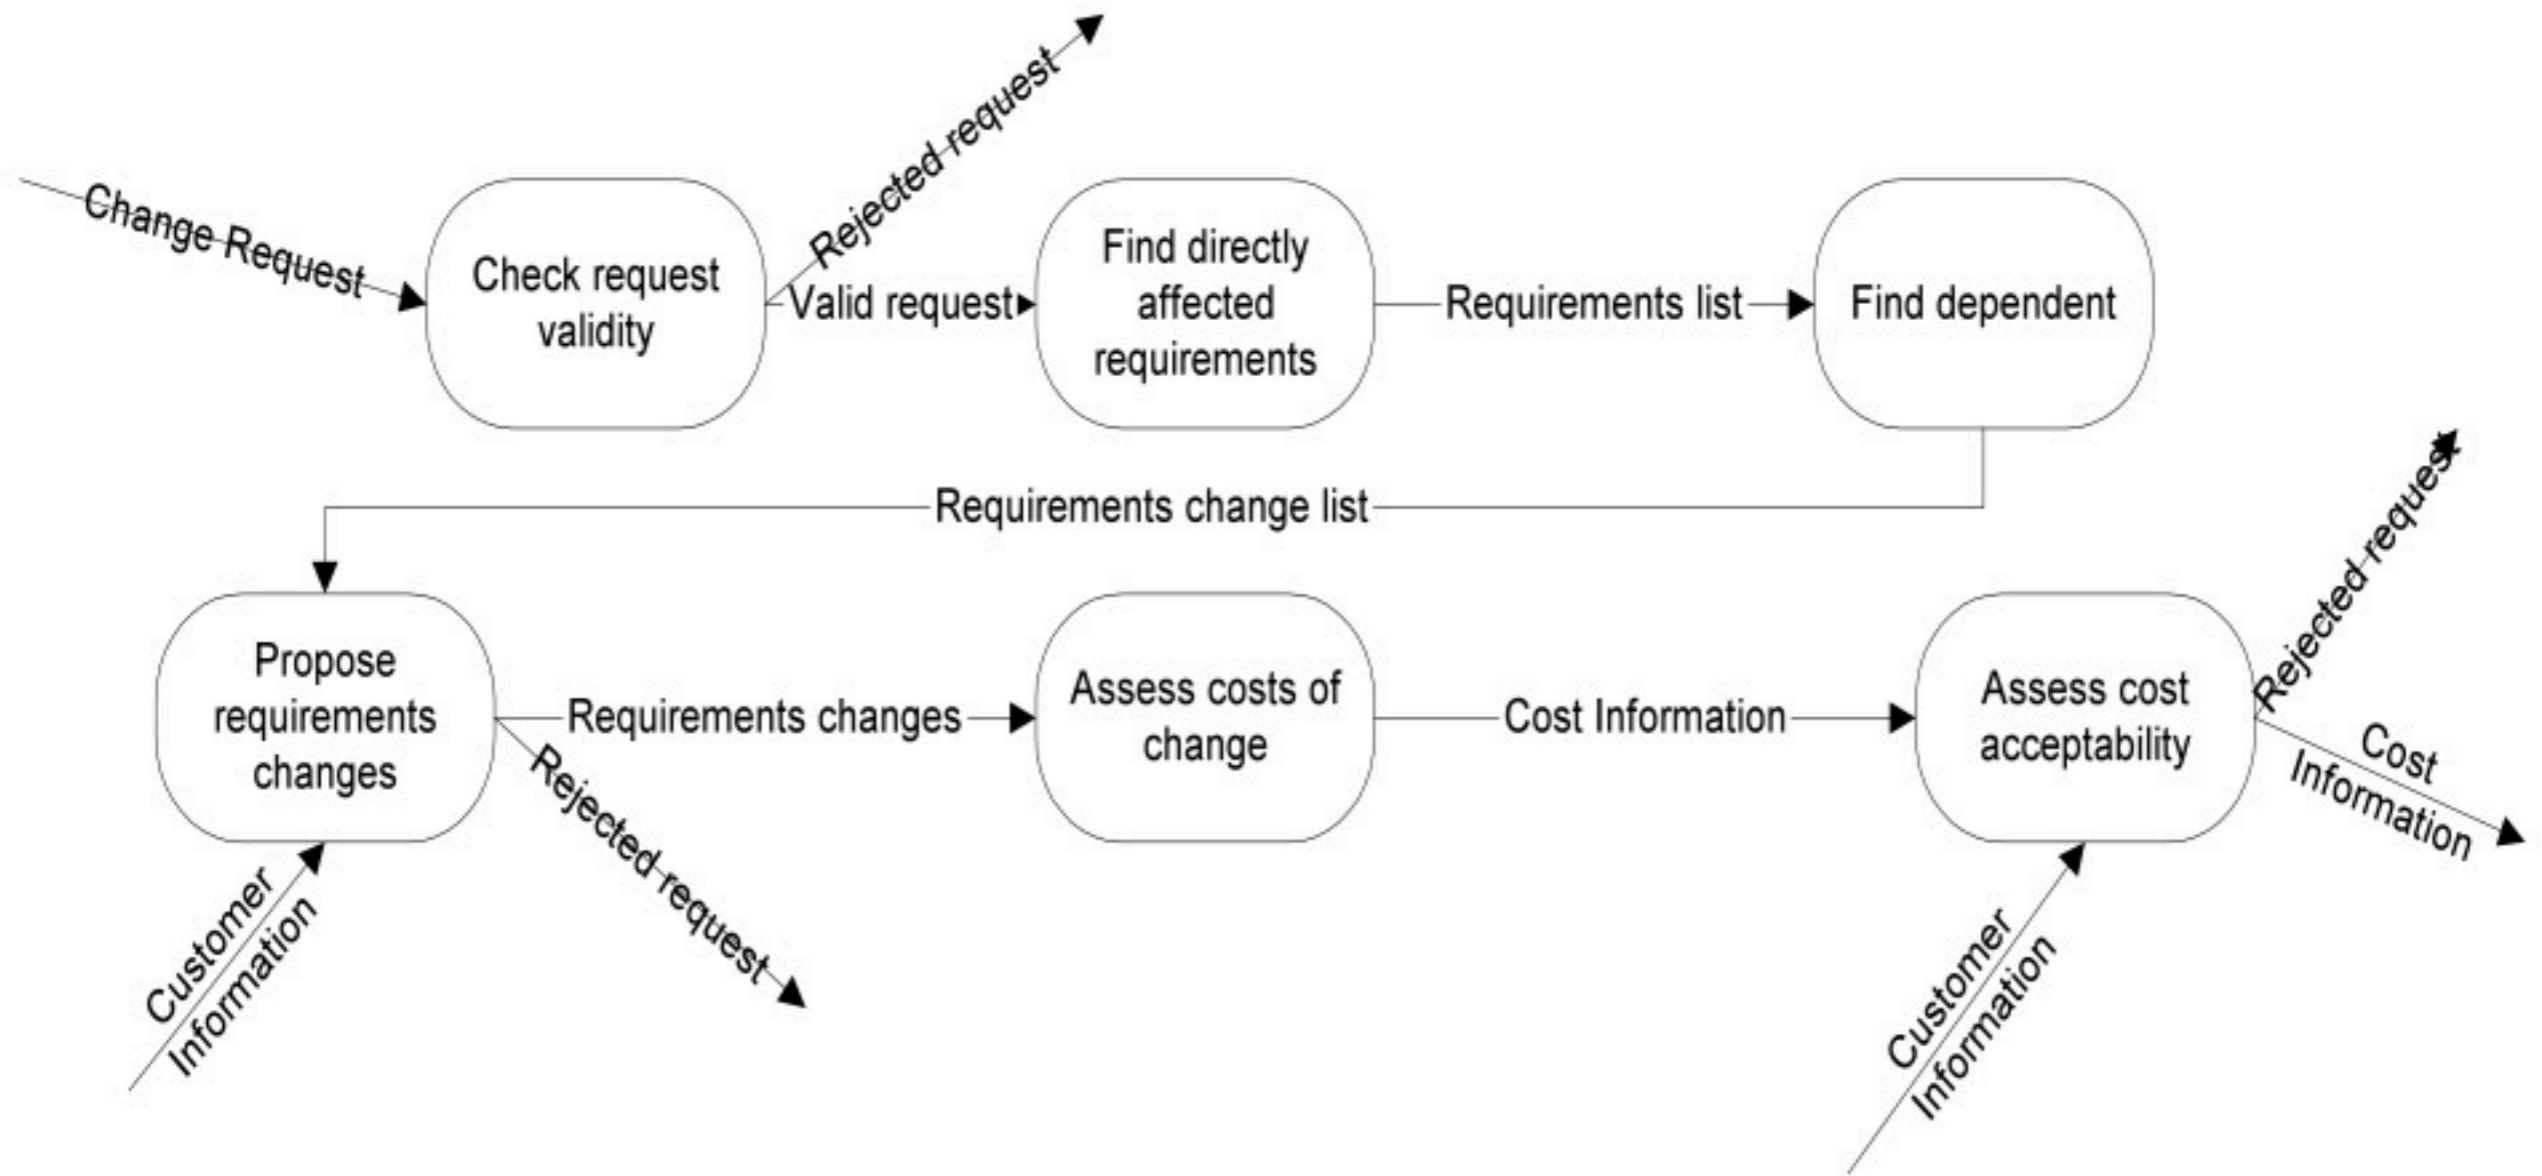 Change Request
Check request
validity
Rejected request
Valid request
Find directly
affected
requirements
Requirements list
Find dependent
Requirements change list
Propose
requirements
changes
Customer
Information
Requirements changes
Rejected request
Assess costs of
change
Cost Information
Assess cost
acceptability
Customer
Information
Rejected request
Cost
Information